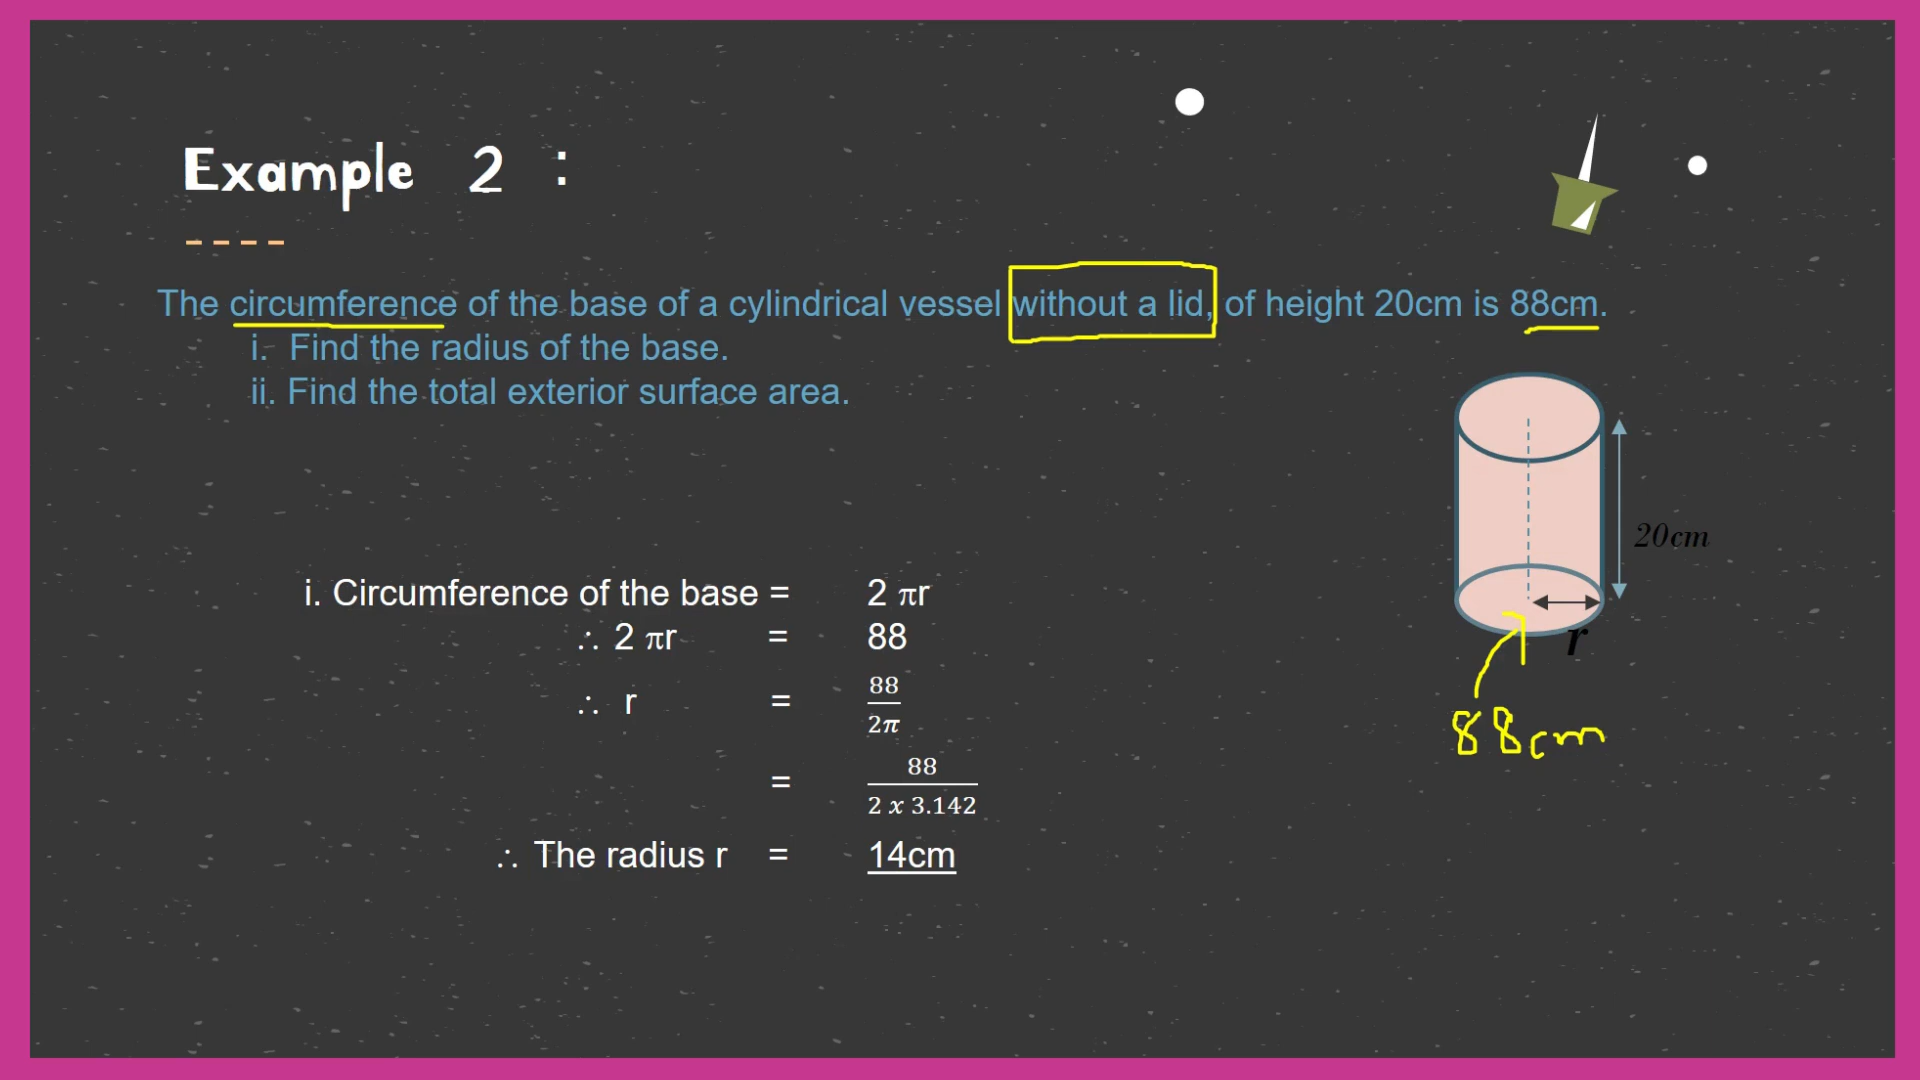 Example 2 :
The circumference of the base of a cylindrical vessel without a lid, of height 20cm is 88cm.
i. Find the radius of the base.
ii. Find the total exterior surface area.
20cm
r
88cm
i. Circumference of the base = 2 πr
∴ 2 πr = 88
∴ r = 88/2π
= 88/2 x 3.142
∴ The radius r = 14cm